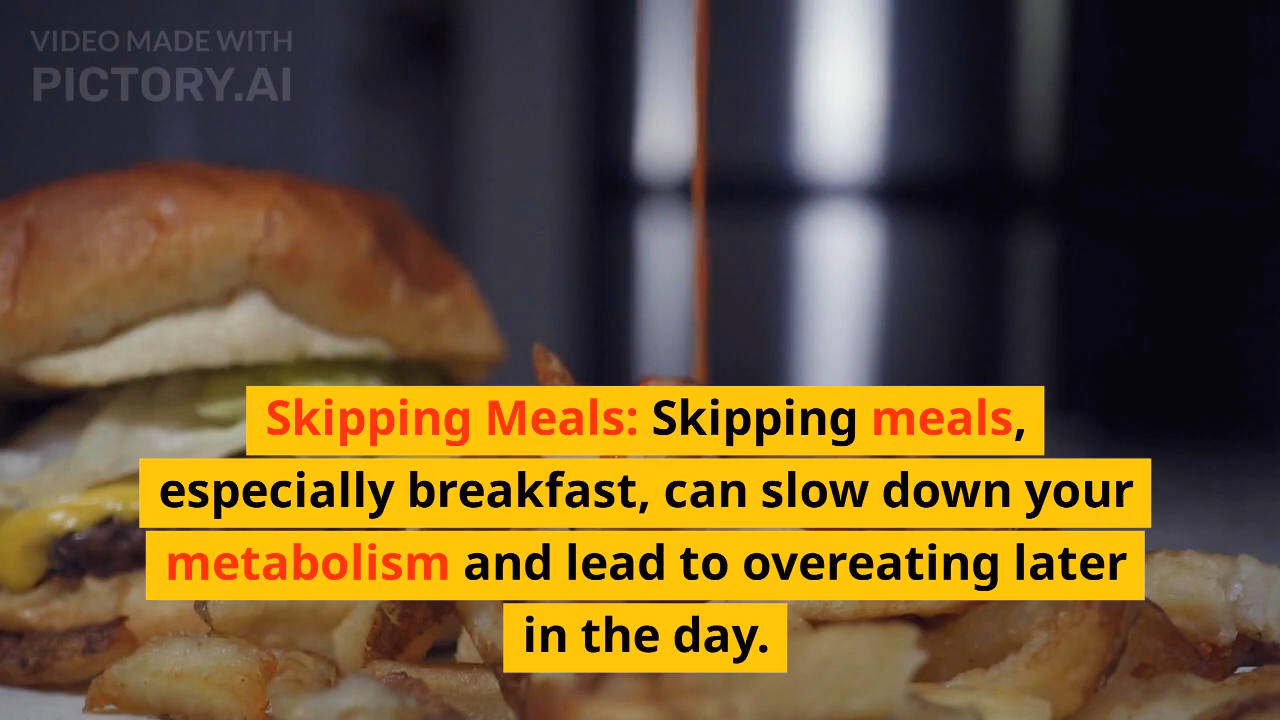 VIDEO MADE WITH
PICTORY.AI
Skipping Meals: Skipping meals,
especially breakfast, can slow down your
metabolism and lead to overeating later
in the day.